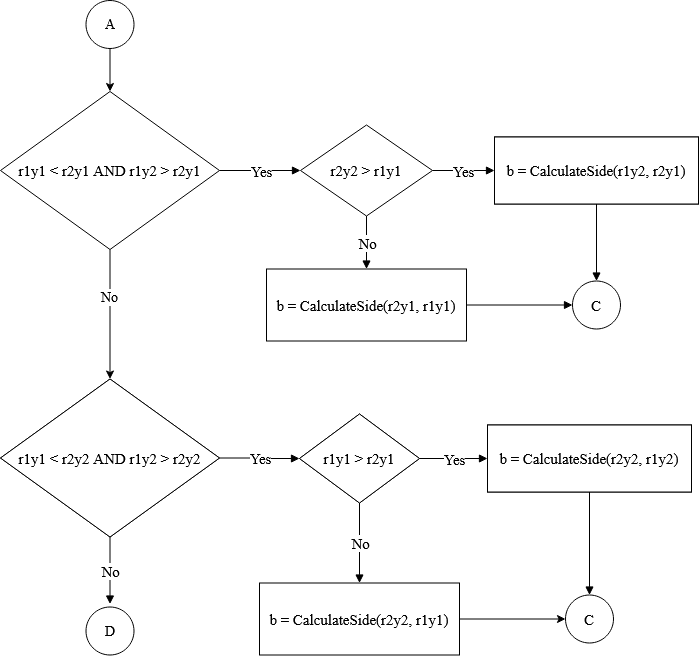 A
r1y1 < r2y1 AND r1y2 > r2y1
Yes
r2y2 > r1y1
Yes
b = CalculateSide(r1y2, r2y1)
No
No
b = CalculateSide(r2y1, r1y1)
C
r1y1 < r2y2 AND r1y2 > r2y2
Yes
r1y1 > r2y1
Yes
b = CalculateSide(r2y2, r1y2)
No
No
b = CalculateSide(r2y2, r1y1)
C
D